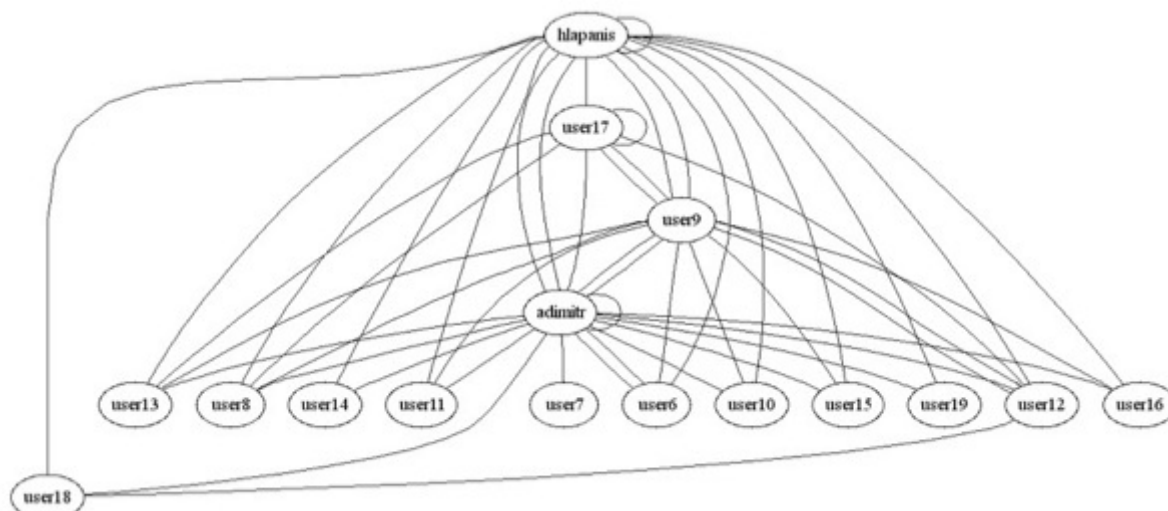 hlapanis
user17
user9
adimitr
user13 user8 user14 user11 user7 user6 user10 user15 user19 user12 user16
user18